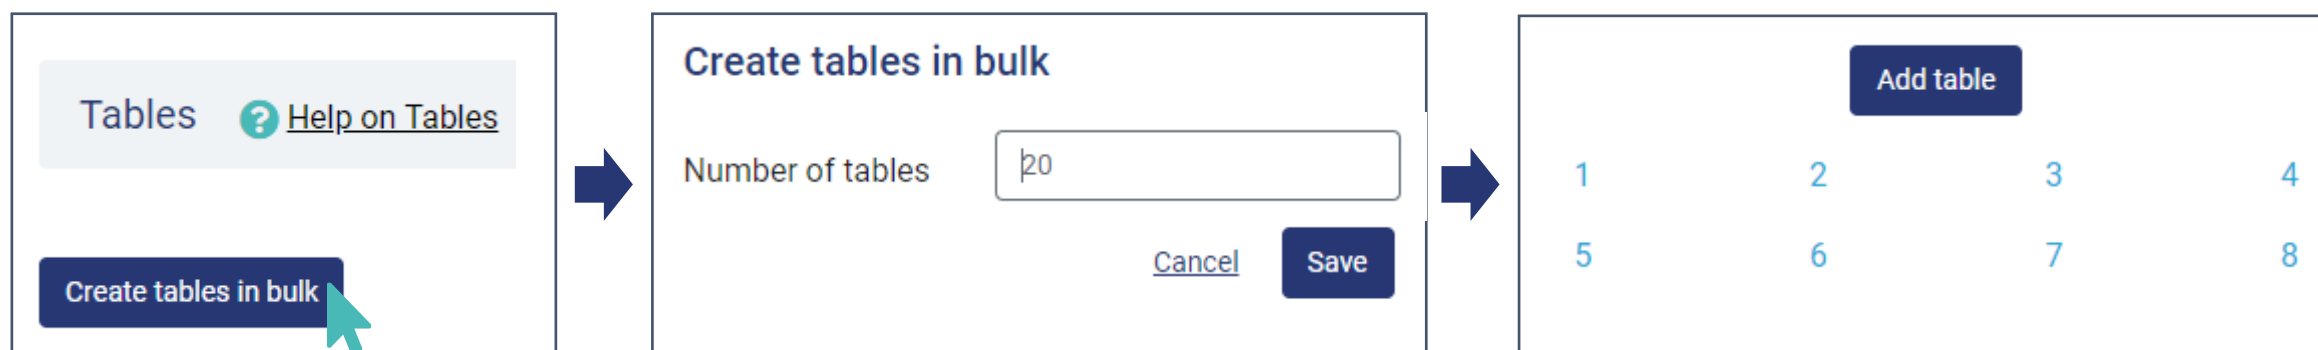 Tables ? Help on Tables
Create tables in bulk
Create tables in bulk
Number of tables 20
Cancel Save
Add table
1 2 3 4
5 6 7 8